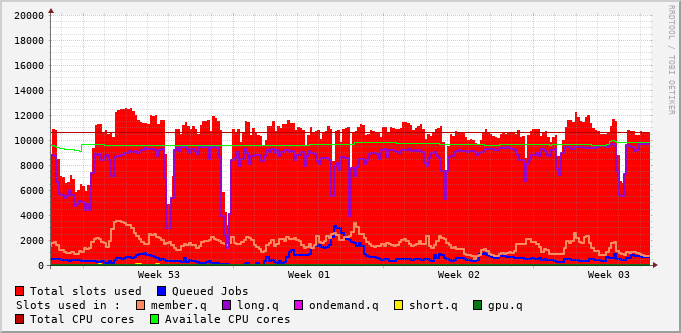 RRDTOOL / TOBI OETIKER
20000
18000
16000
14000
12000
10000
8000
6000
4000
2000
0
Week 53 Week 01 Week 02 Week 03
Total slots used Queued Jobs
Slots used in : member.q long.q ondemand.q short.q gpu.q
Total CPU cores Availale CPU cores